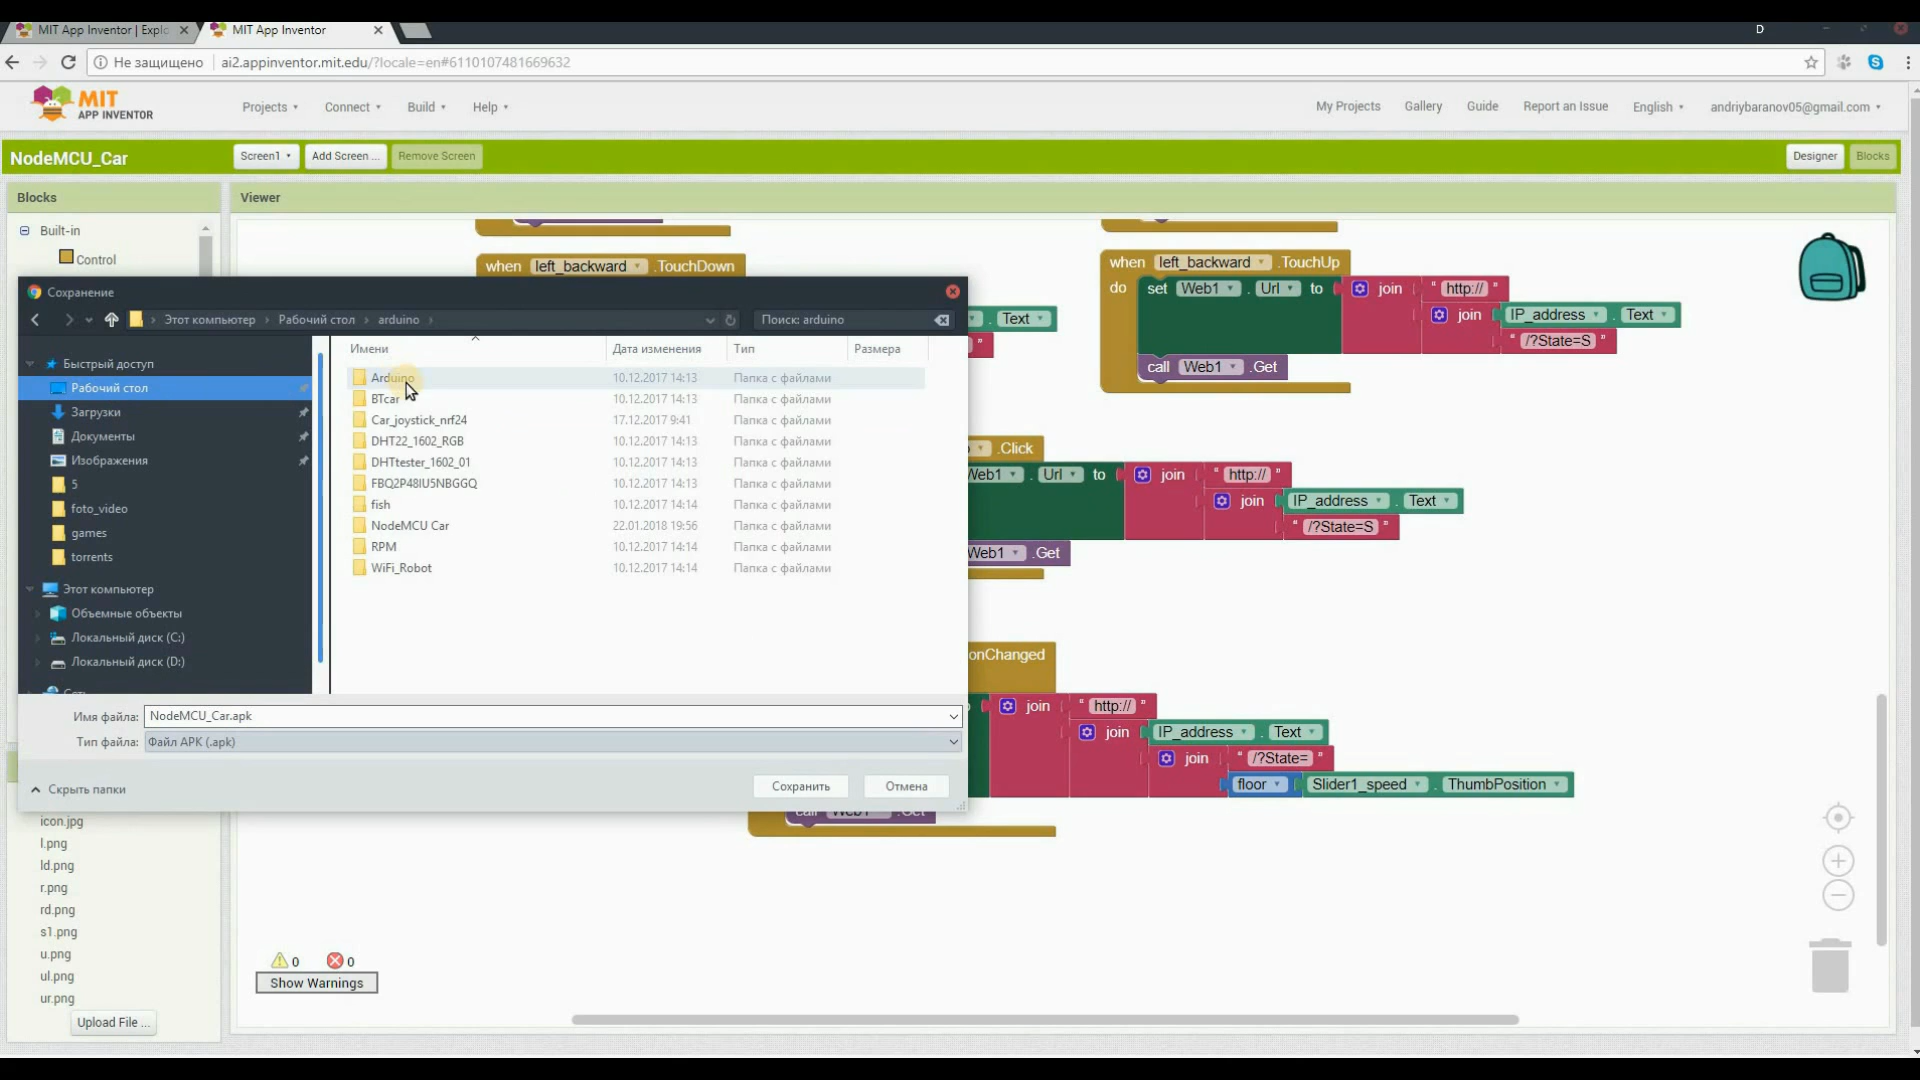 MIT App Inventor | Explo
MIT App Inventor
D
Не защищено
ai2.appinventor.mit.edu/?locale=en#6110107481669632
MIT
APP INVENTOR
Projects
Connect
Build
Help
My Projects
Gallery
Guide
Report an Issue
English
andriybaranov05@gmail.com
NodeMCU_Car
Screen1
Add Screen ...
Remove Screen
Designer
Blocks
Blocks
Viewer
Built-in
Control
when left_backward .TouchDown
when left_backward .TouchUp
do set Web1 . Url to join " http:// "
join IP_address . Text
" /?State=S "
call Web1 .Get
. Text
"
.Click
Web1 . Url to join " http:// "
join IP_address . Text
" /?State=S "
Web1 .Get
onChanged
join " http:// "
join IP_address . Text
join " /?State= "
floor Slider1_speed . ThumbPosition
call Web1 .Get
Сохранение
Этот компьютер
Рабочий стол
arduino
Поиск: arduino
Имени
Дата изменения
Тип
Размера
Arduino 10.12.2017 14:13 Папка с файлами
BTcar 10.12.2017 14:13 Папка с файлами
Car_joystick_nrf24 17.12.2017 9:41 Папка с файлами
DHT22_1602_RGB 10.12.2017 14:13 Папка с файлами
DHTtester_1602_01 10.12.2017 14:13 Папка с файлами
FBQ2P48IU5NBGGQ 10.12.2017 14:13 Папка с файлами
fish 10.12.2017 14:14 Папка с файлами
NodeMCU Car 22.01.2018 19:56 Папка с файлами
RPM 10.12.2017 14:14 Папка с файлами
WiFi_Robot 10.12.2017 14:14 Папка с файлами
Быстрый доступ
Рабочий стол
Загрузки
Документы
Изображения
5
foto_video
games
torrents
Этот компьютер
Объемные объекты
Локальный диск (C:)
Локальный диск (D:)
Имя файла: NodeMCU_Car.apk
Тип файла: Файл APK (.apk)
Скрыть папки
Сохранить
Отмена
icon.jpg
l.png
ld.png
r.png
rd.png
s1.png
u.png
ul.png
ur.png
Upload File ...
0
0
Show Warnings